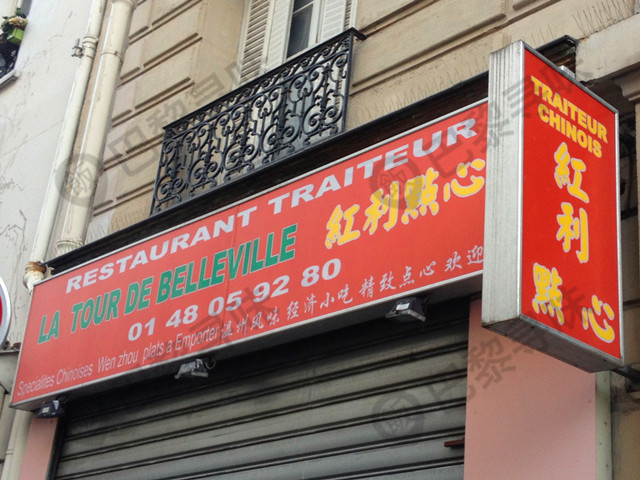 RESTAURANT TRAITEUR
LA TOUR DE BELLEVILLE 紅利點心
01 48 05 92 80
Specialites Chinoises Wen zhou plats a Emporter 温州风味 经济小吃 精致点心 欢迎
TRAITEUR
CHINOIS
紅利點心